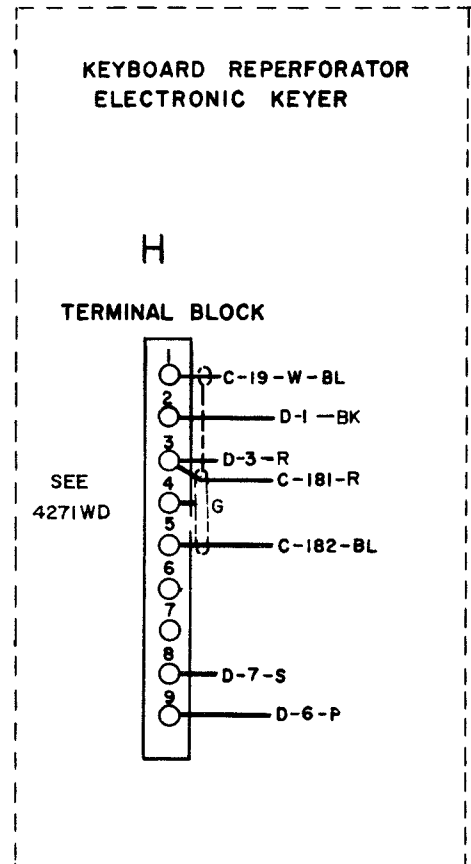 KEYBOARD REPERFORATOR
ELECTRONIC KEYER
H
TERMINAL BLOCK
1
C-19-W-BL
2
D-1-BK
3
D-3-R
C-181-R
SEE
4271WD
4
G
5
C-182-BL
6
7
8
D-7-S
9
D-6-P